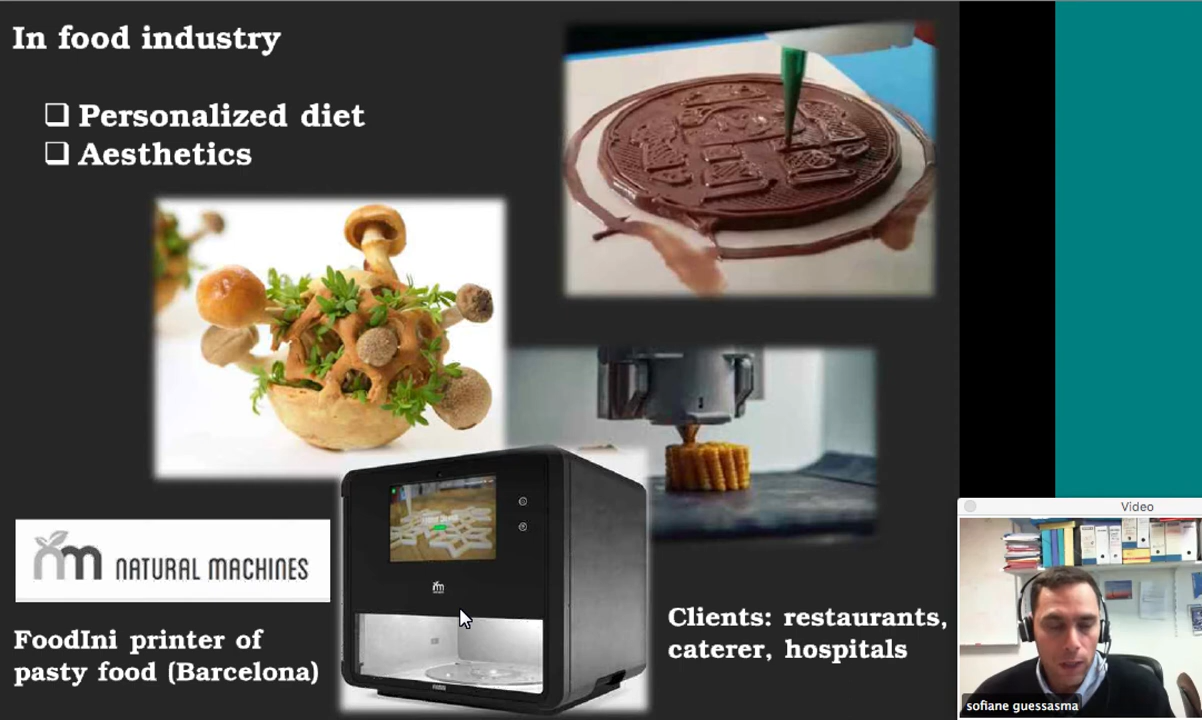 In food industry
❑ Personalized diet
❑ Aesthetics
nm NATURAL MACHINES
FoodIni printer of
pasty food (Barcelona)
Clients: restaurants,
caterer, hospitals
Video
sofiane guessasma